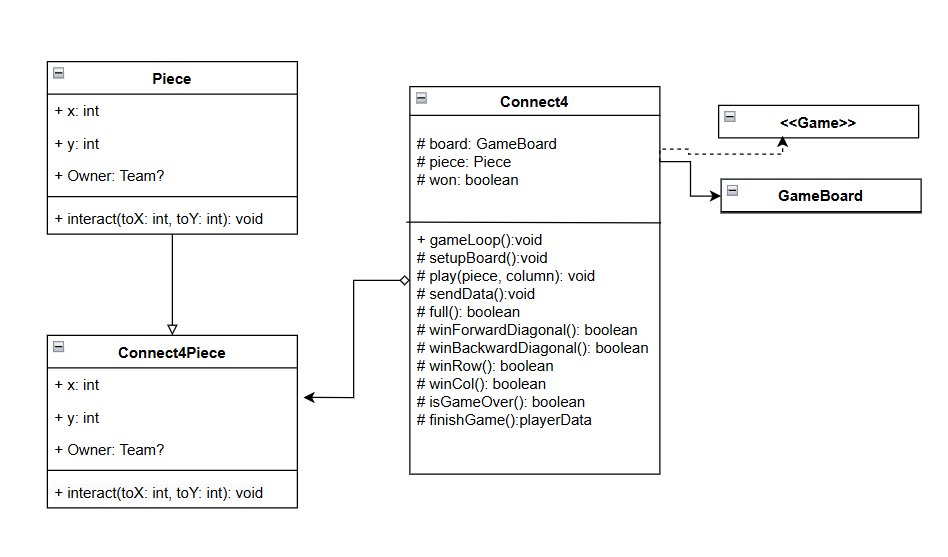 Piece
+ x: int
+ y: int
+ Owner: Team?
+ interact(toX: int, toY: int): void
Connect4Piece
+ x: int
+ y: int
+ Owner: Team?
+ interact(toX: int, toY: int): void
Connect4
# board: GameBoard
# piece: Piece
# won: boolean
+ gameLoop():void
# setupBoard():void
# play(piece, column): void
# sendData():void
# full(): boolean
# winForwardDiagonal(): boolean
# winBackwardDiagonal(): boolean
# winRow(): boolean
# winCol(): boolean
# isGameOver(): boolean
# finishGame():playerData
<<Game>>
GameBoard